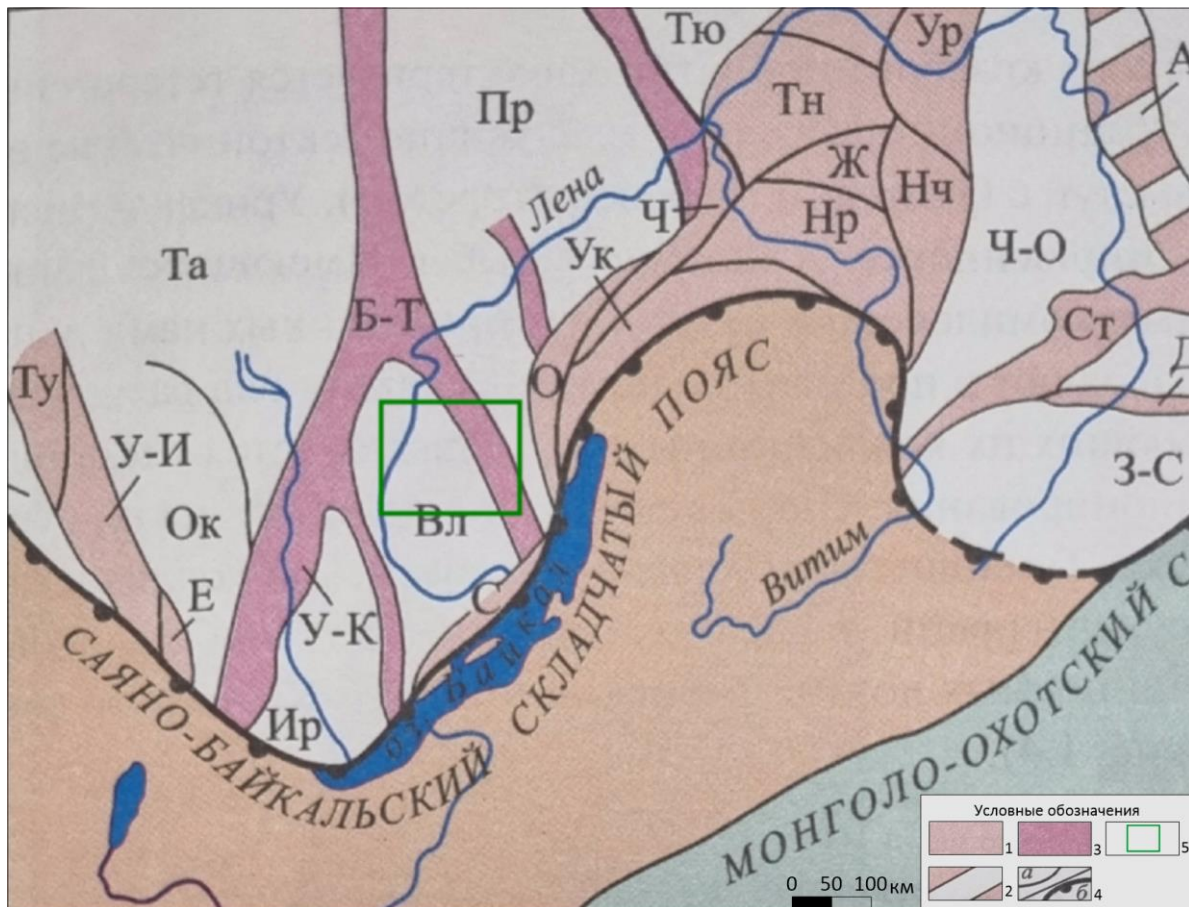 Тю
Ур
А
Пр
Тн
Лена
Ж
Нч
Ч
Нр
Ч-О
Та
Ук
Б-Т
Ст
Ту
О
Д
У-И
ПОЯС
З-С
Ок
Вл
Витим
Е
С
У-К
оз. Байкал
СКЛАДЧАТЫЙ
Ир
САЯНО-БАЙКАЛЬСКИЙ
МОНГОЛО-ОХОТСКИЙ С
Условные обозначения
1
3
5
2
а
б
4
0 50 100 км